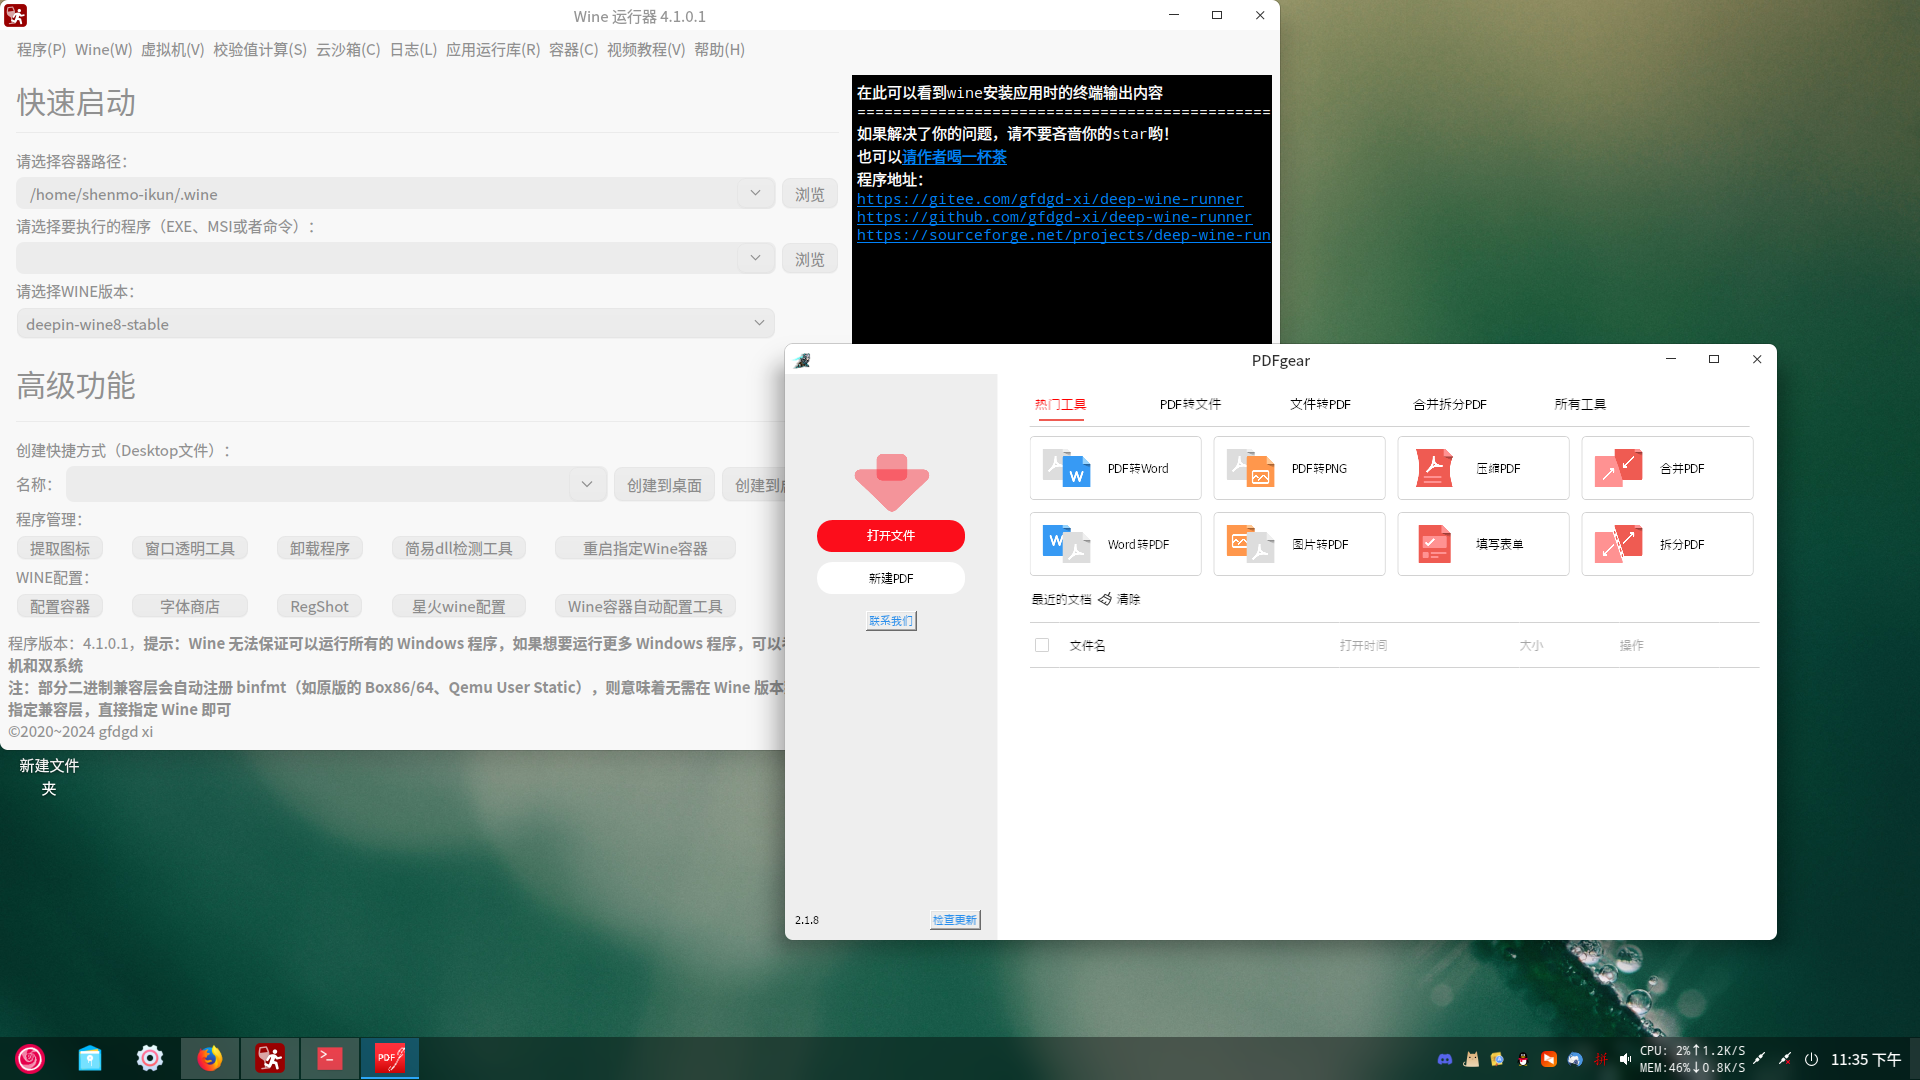 Wine 运行器 4.1.0.1
程序(P) Wine(W) 虚拟机(V) 校验值计算(S) 云沙箱(C) 日志(L) 应用运行库(R) 容器(C) 视频教程(V) 帮助(H)
快速启动
请选择容器路径：
/home/shenmo-ikun/.wine
浏览
请选择要执行的程序（EXE、MSI或者命令）：
浏览
请选择WINE版本：
deepin-wine8-stable
高级功能
创建快捷方式（Desktop文件）：
名称：
创建到桌面
创建到
程序管理：
提取图标 窗口透明工具 卸载程序 简易dll检测工具 重启指定Wine容器
WINE配置：
配置容器 字体商店 RegShot 星火wine配置 Wine容器自动配置工具
程序版本：4.1.0.1，提示：Wine 无法保证可以运行所有的 Windows 程序，如果想要运行更多 Windows 程序，可以
机和双系统
注：部分二进制兼容层会自动注册 binfmt（如原版的 Box86/64、Qemu User Static），则意味着无需在 Wine 版本
指定兼容层，直接指定 Wine 即可
©2020~2024 gfdgd xi
在此可以看到wine安装应用时的终端输出内容
==============================================
如果解决了你的问题，请不要吝啬你的star哟！
也可以请作者喝一杯茶
程序地址：
https://gitee.com/gfdgd-xi/deep-wine-runner
https://github.com/gfdgd-xi/deep-wine-runner
https://sourceforge.net/projects/deep-wine-run
PDFgear
打开文件
新建PDF
联系我们
2.1.8
检查更新
热门工具 PDF转文件 文件转PDF 合并拆分PDF 所有工具
PDF转Word PDF转PNG 压缩PDF 合并PDF
Word转PDF 图片转PDF 填写表单 拆分PDF
最近的文档 清除
文件名 打开时间 大小 操作
新建文件
夹
PDF
拼
CPU: 2%↑1.2K/S
MEM:46%↓0.8K/S
11:35 下午